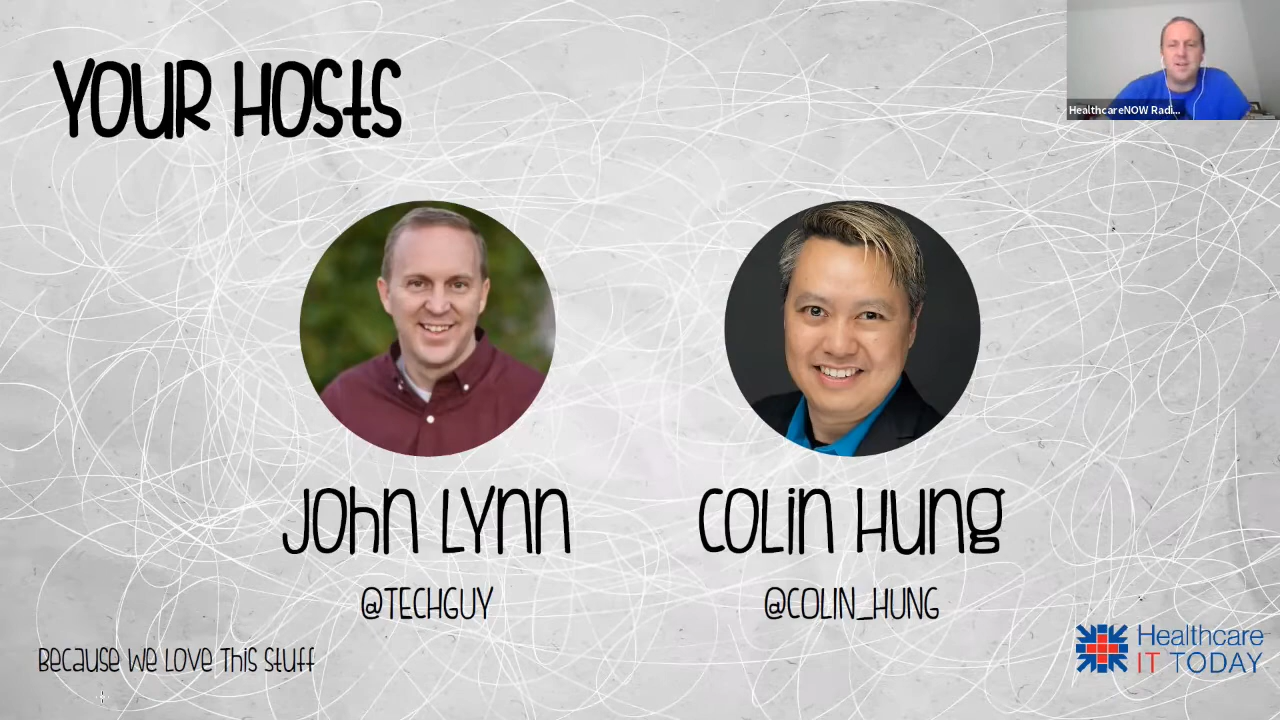 YOUR HOSTS
HealthcareNOW Radi...
JOHN LYNN
COLIN HUNG
@TECHGUY
@COLIN_HUNG
Because We Love This Stuff
Healthcare
IT TODAY